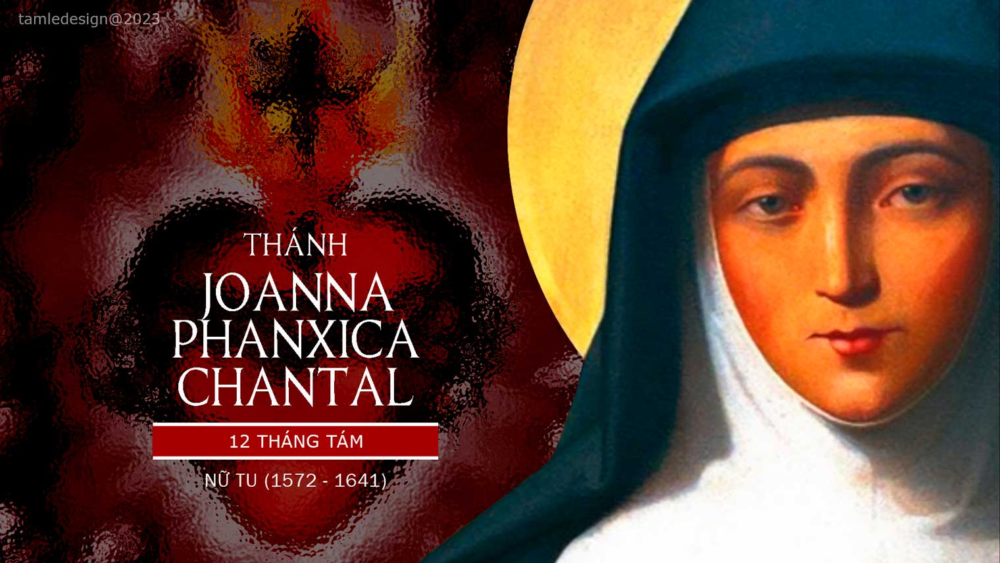 tamledesign@2023
THÁNH
JOANNA
PHANXICA
CHANTAL
12 THÁNG TÁM
NỮ TU (1572 - 1641)